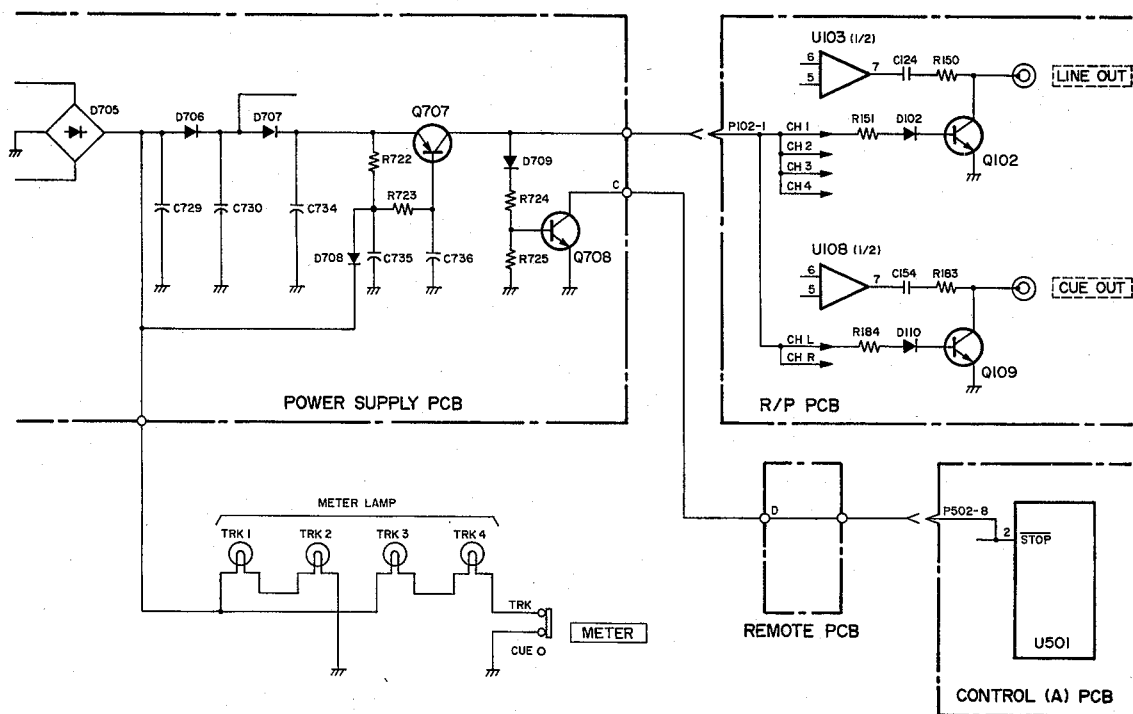 D705
D706
D707
Q707
R722
R723
C729
C730
C734
D708
C735
C736
D709
R724
R725
Q708
C
POWER SUPPLY PCB
U103 (1/2)
6
5
7
C124
R150
LINE OUT
P102-1
CH 1
CH 2
CH 3
CH 4
R151
D102
Q102
U108 (1/2)
6
5
7
C154
R183
CUE OUT
CH L
CH R
R184
D110
Q109
R/P PCB
METER LAMP
TRK 1
TRK 2
TRK 3
TRK 4
TRK
CUE
METER
D
REMOTE PCB
P502-8
2
STOP
U501
CONTROL (A) PCB